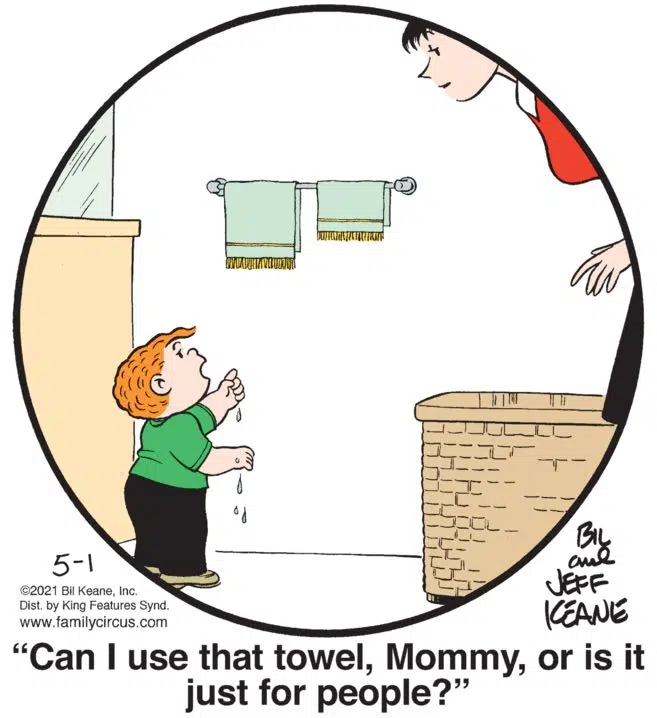 5-1
©2021 Bil Keane, Inc.
Dist. by King Features Synd.
www.familycircus.com
BIL
and
JEFF
KEANE
“Can I use that towel, Mommy, or is it
just for people?”